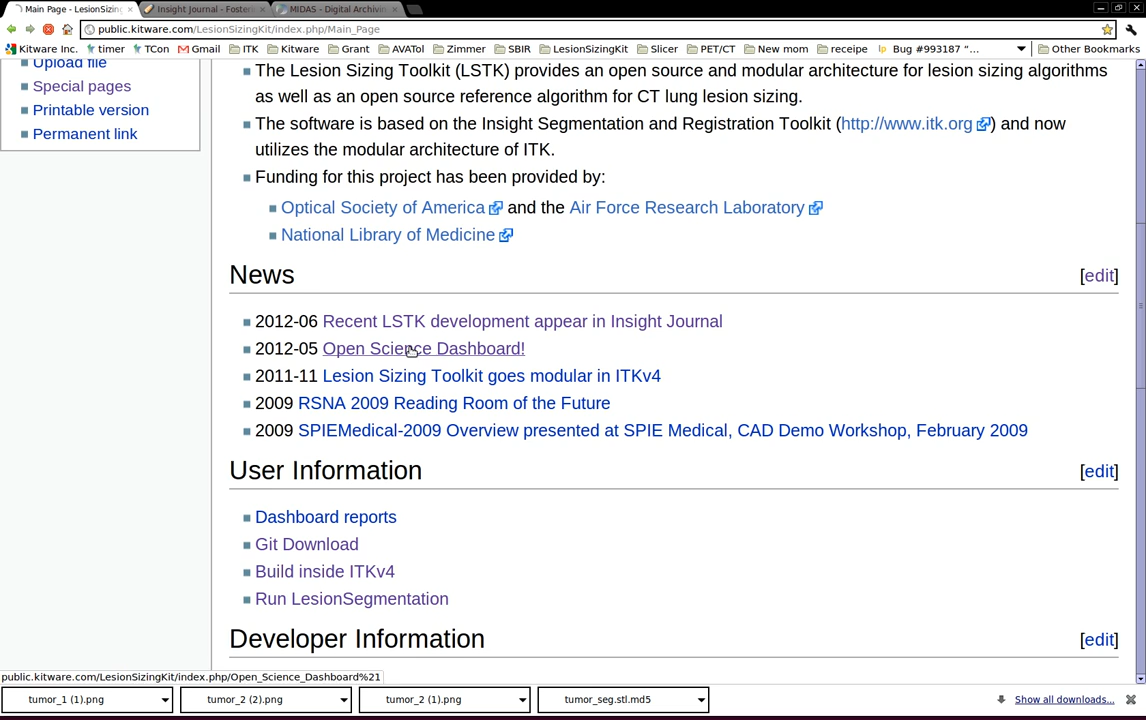 Main Page - LesionSizing
Insight Journal - Fosteri
MIDAS - Digital Archivin
public.kitware.com/LesionSizingKit/index.php/Main_Page
Kitware Inc. timer TCon Gmail ITK Kitware Grant AVATol Zimmer SBIR LesionSizingKit Slicer PET/CT New mom receipe Bug #993187 “... Other Bookmarks
Upload file
Special pages
Printable version
Permanent link
The Lesion Sizing Toolkit (LSTK) provides an open source and modular architecture for lesion sizing algorithms
as well as an open source reference algorithm for CT lung lesion sizing.
The software is based on the Insight Segmentation and Registration Toolkit (http://www.itk.org) and now
utilizes the modular architecture of ITK.
Funding for this project has been provided by:
Optical Society of America and the Air Force Research Laboratory
National Library of Medicine
News [edit]
2012-06 Recent LSTK development appear in Insight Journal
2012-05 Open Science Dashboard!
2011-11 Lesion Sizing Toolkit goes modular in ITKv4
2009 RSNA 2009 Reading Room of the Future
2009 SPIEMedical-2009 Overview presented at SPIE Medical, CAD Demo Workshop, February 2009
User Information [edit]
Dashboard reports
Git Download
Build inside ITKv4
Run LesionSegmentation
Developer Information [edit]
public.kitware.com/LesionSizingKit/index.php/Open_Science_Dashboard%21
tumor_1 (1).png
tumor_2 (2).png
tumor_2 (1).png
tumor_seg.stl.md5
Show all downloads...